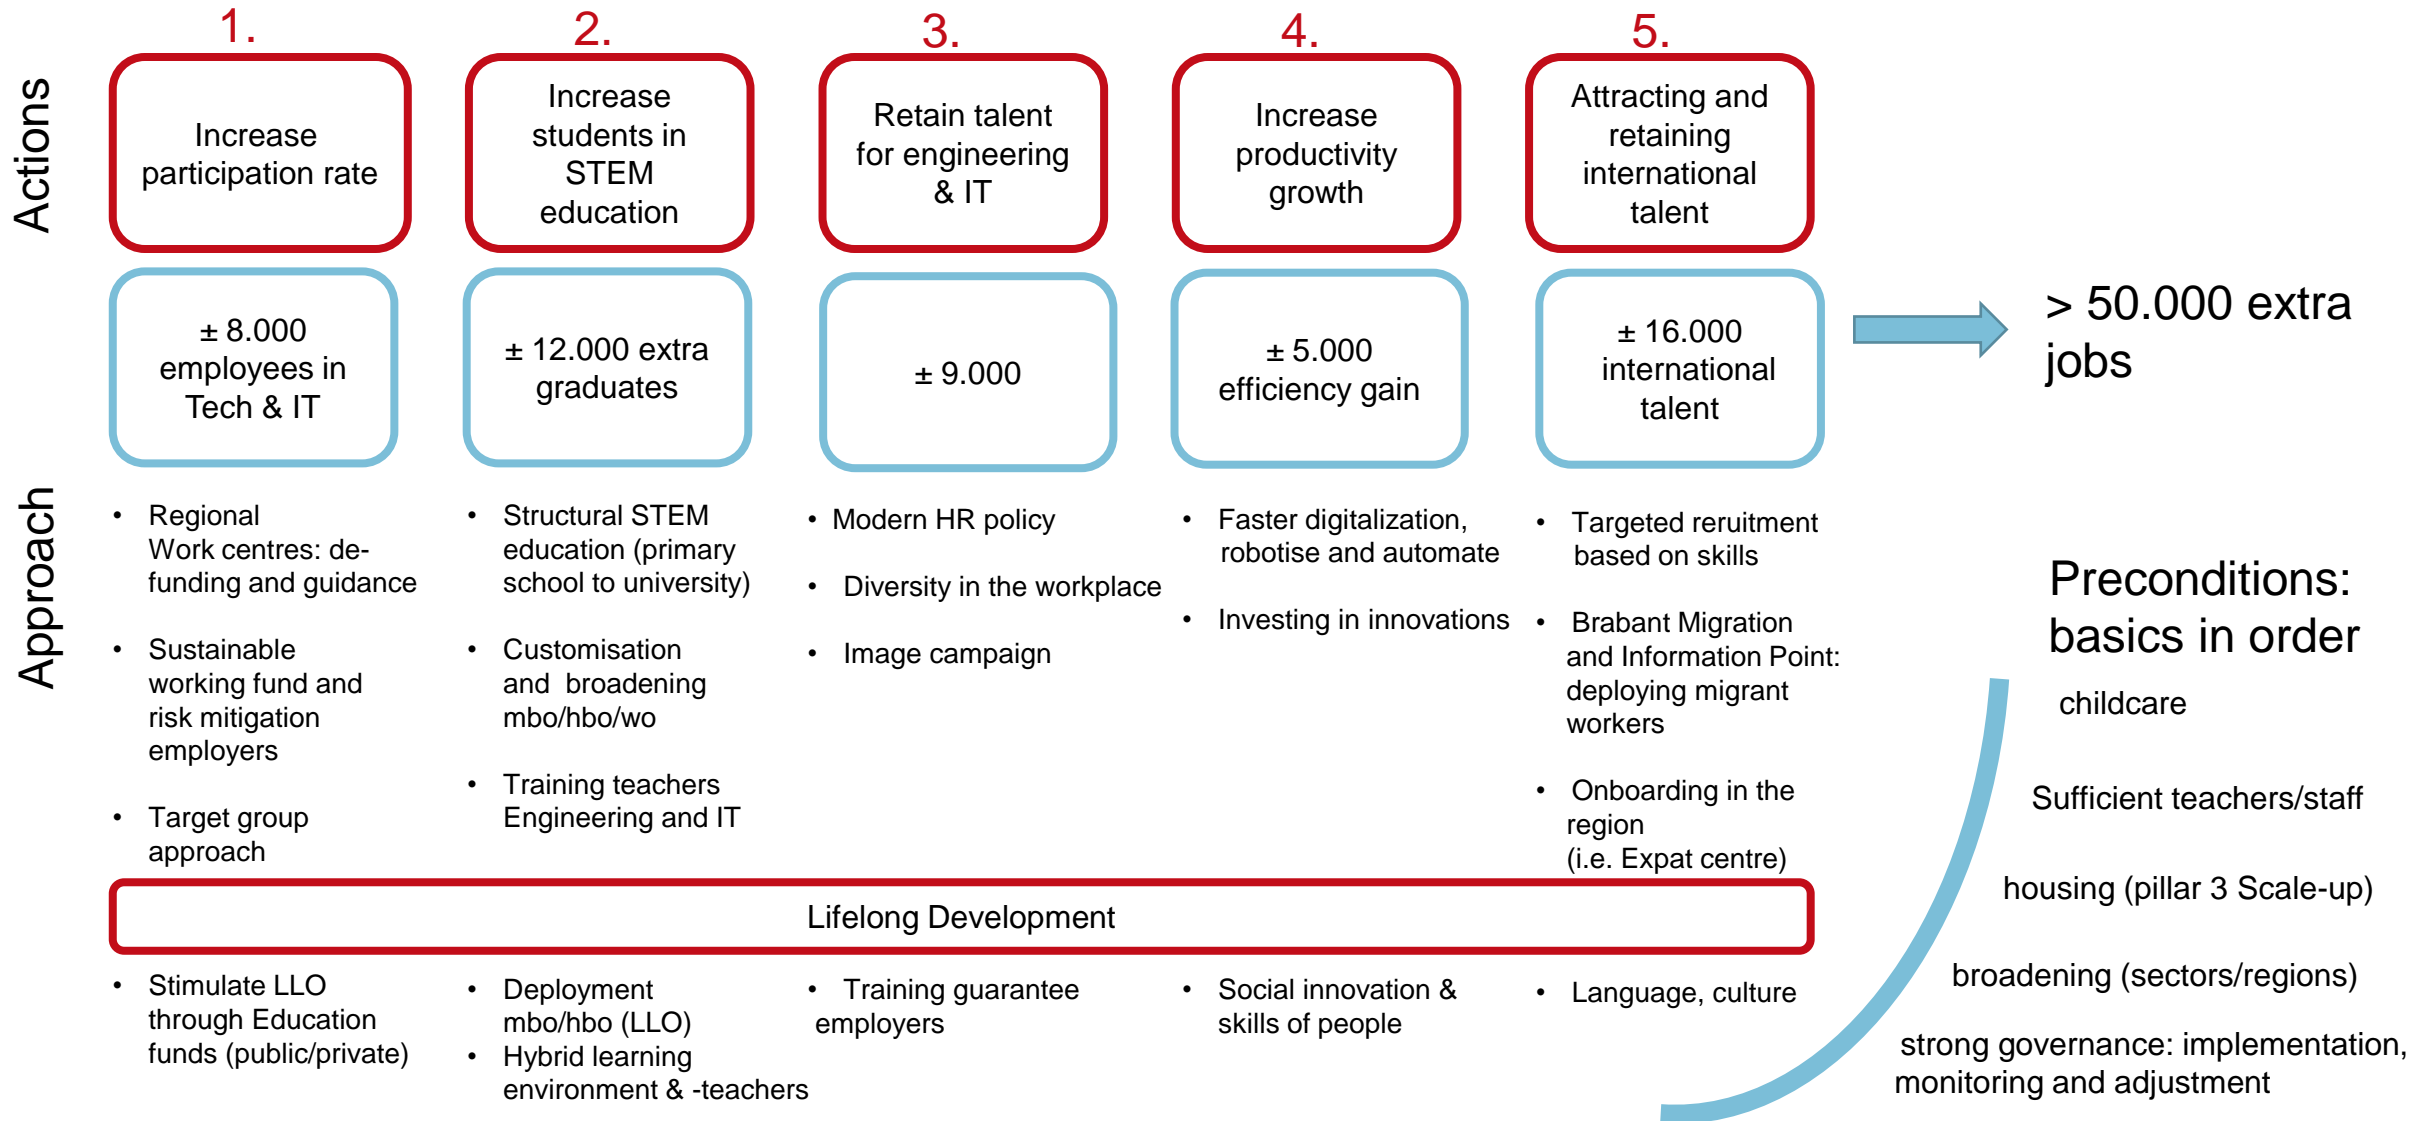 1.
2.
3.
4.
5.
Actions
Increase
participation rate
Increase
students in
STEM
education
Retain talent
for engineering
& IT
Increase
productivity
growth
Attracting and
retaining
international
talent
± 8.000
employees in
Tech & IT
± 12.000 extra
graduates
± 9.000
± 5.000
efficiency gain
± 16.000
international
talent
> 50.000 extra
jobs
Approach
• Regional
Work centres: de-
funding and guidance
• Sustainable
working fund and
risk mitigation
employers
• Target group
approach
• Structural STEM
education (primary
school to university)
• Customisation
and broadening
mbo/hbo/wo
• Training teachers
Engineering and IT
• Modern HR policy
• Diversity in the workplace
• Image campaign
• Faster digitalization,
robotise and automate
• Investing in innovations
• Targeted reruitment
based on skills
• Brabant Migration
and Information Point:
deploying migrant
workers
• Onboarding in the
region
(i.e. Expat centre)
Lifelong Development
• Stimulate LLO
through Education
funds (public/private)
• Deployment
mbo/hbo (LLO)
• Hybrid learning
environment & -teachers
• Training guarantee
employers
• Social innovation &
skills of people
• Language, culture
Preconditions:
basics in order
childcare
Sufficient teachers/staff
housing (pillar 3 Scale-up)
broadening (sectors/regions)
strong governance: implementation,
monitoring and adjustment